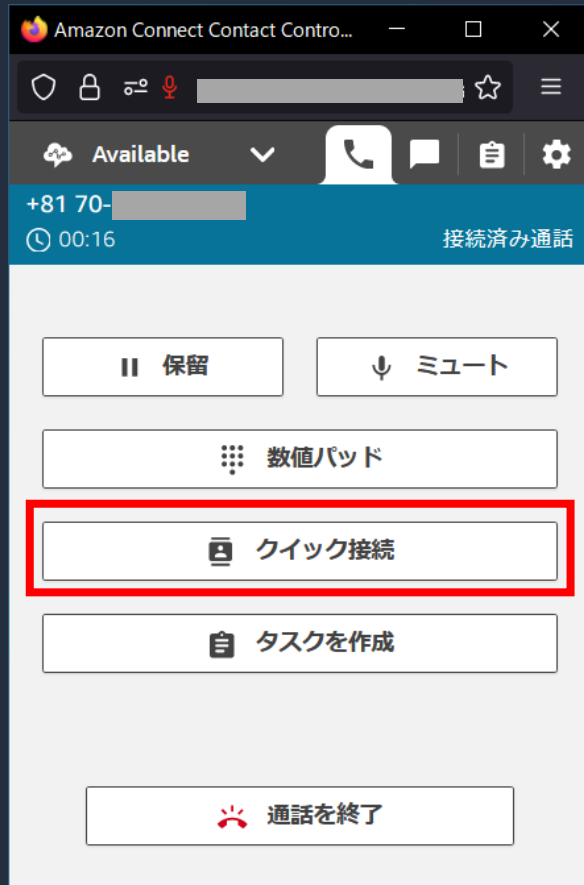 Amazon Connect Contact Contro...
Available
+81 70-
00:16 接続済み通話
保留 ミュート
数値パッド
クイック接続
タスクを作成
通話を終了